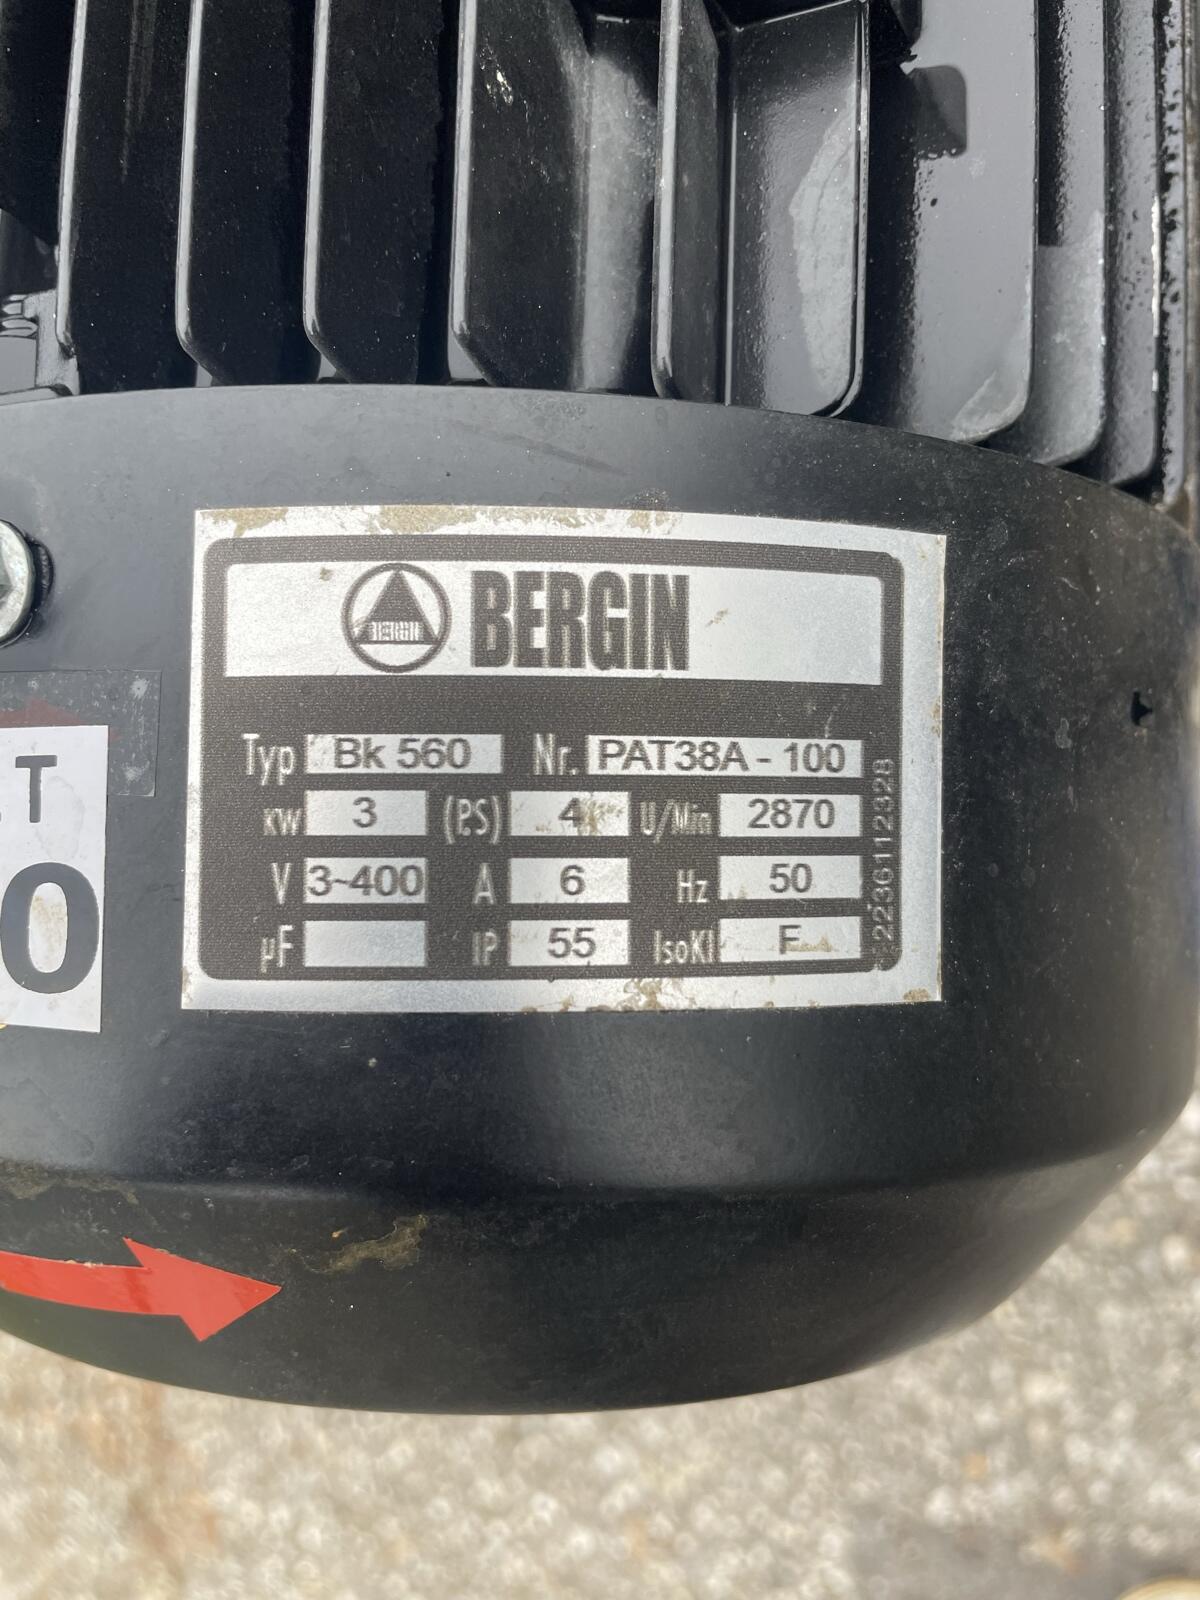 BERGIN
BERGIN
Typ Bk 560 Nr. PAT38A - 100
KW 3 (PS) 4 U/Min 2870
V 3~400 A 6 Hz 50
µF IP 55 IsoKl F
2236112328
T
0